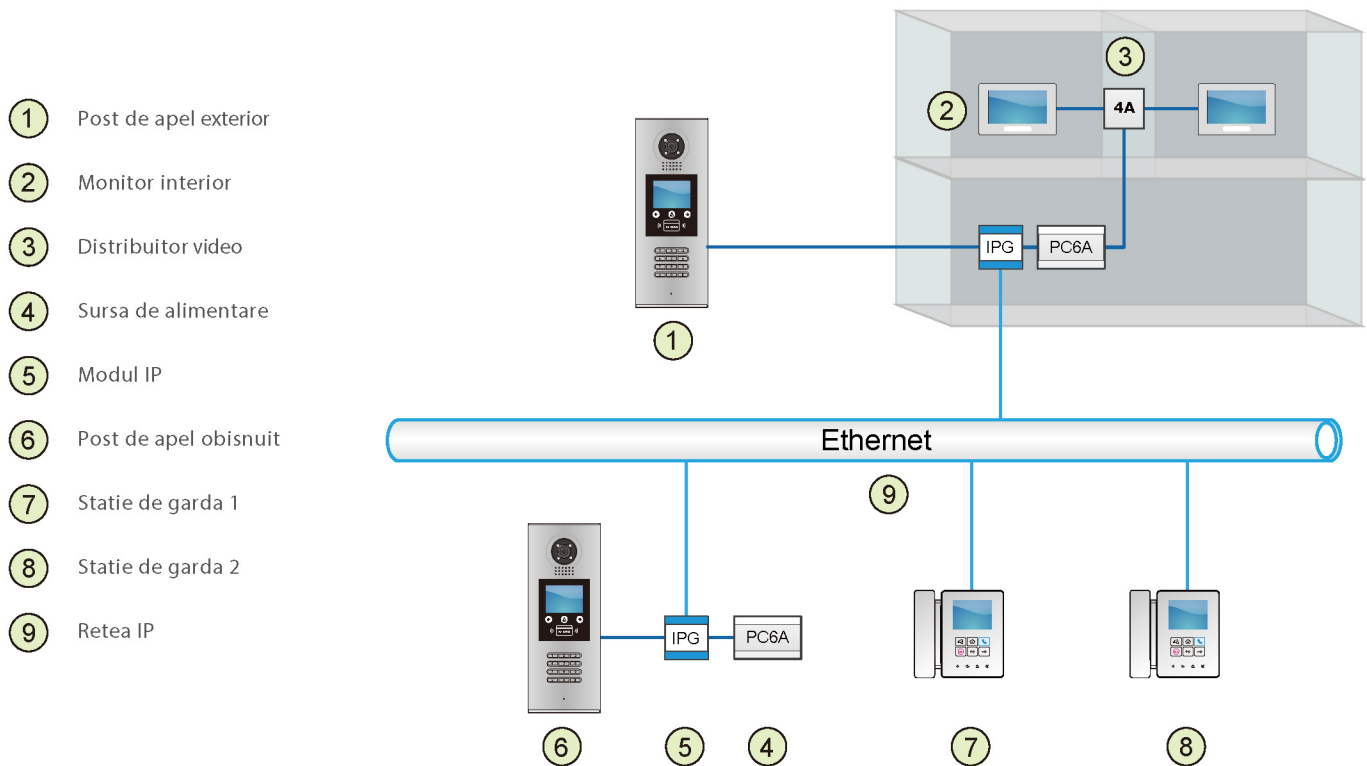 1 Post de apel exterior
2 Monitor interior
3 Distribuitor video
4 Sursa de alimentare
5 Modul IP
6 Post de apel obisnuit
7 Statie de garda 1
8 Statie de garda 2
9 Retea IP
3
2
4A
1
IPG
PC6A
Ethernet
9
IPG
PC6A
6
5
4
7
8